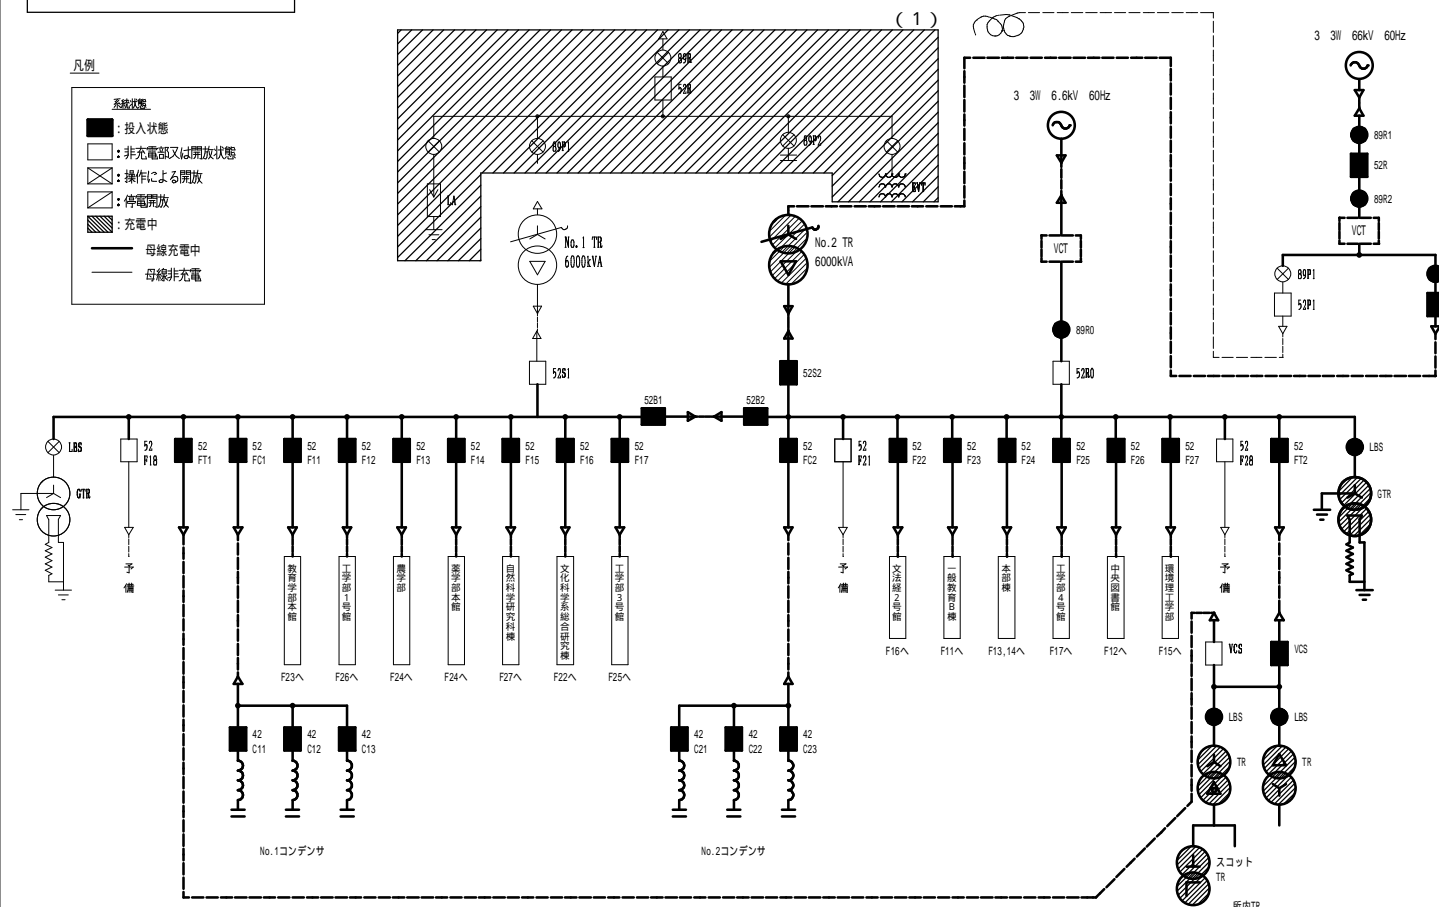 (1)
3 3W 66kV 60Hz
凡例
系統状態
:投入状態
:非充電部又は開放状態
:操作による開放
:停電開放
:充電中
母線充電中
母線非充電
89R
52R
89P1
89P2
LA
EVT
3 3W 6.6kV 60Hz
89R1
52R
89R2
VCT
89P1
52P1
No.1 TR
6000kVA
No.2 TR
6000kVA
VCT
89R0
52R0
52S1
52S2
52B1
52B2
LBS
52
F18
52
FT1
52
FC1
52
F11
52
F12
52
F13
52
F14
52
F15
52
F16
52
F17
52
FC2
52
F21
52
F22
52
F23
52
F24
52
F25
52
F26
52
F27
52
F28
52
FT2
LBS
GTR
GTR
予備
教育学部本館
工学部1号館
農学部
薬学部本館
自然科学研究科棟
文化科学系総合研究棟
工学部3号館
予備
文法経2号館
一般教育B棟
本部棟
工学部4号館
中央図書館
環境理工学部
予備
F23へ
F26へ
F24へ
F24へ
F27へ
F22へ
F25へ
F16へ
F11へ
F13,14へ
F17へ
F12へ
F15へ
VCS
VCS
LBS
LBS
42
C11
42
C12
42
C13
42
C21
42
C22
42
C23
TR
TR
No.1コンデンサ
No.2コンデンサ
スコット
TR